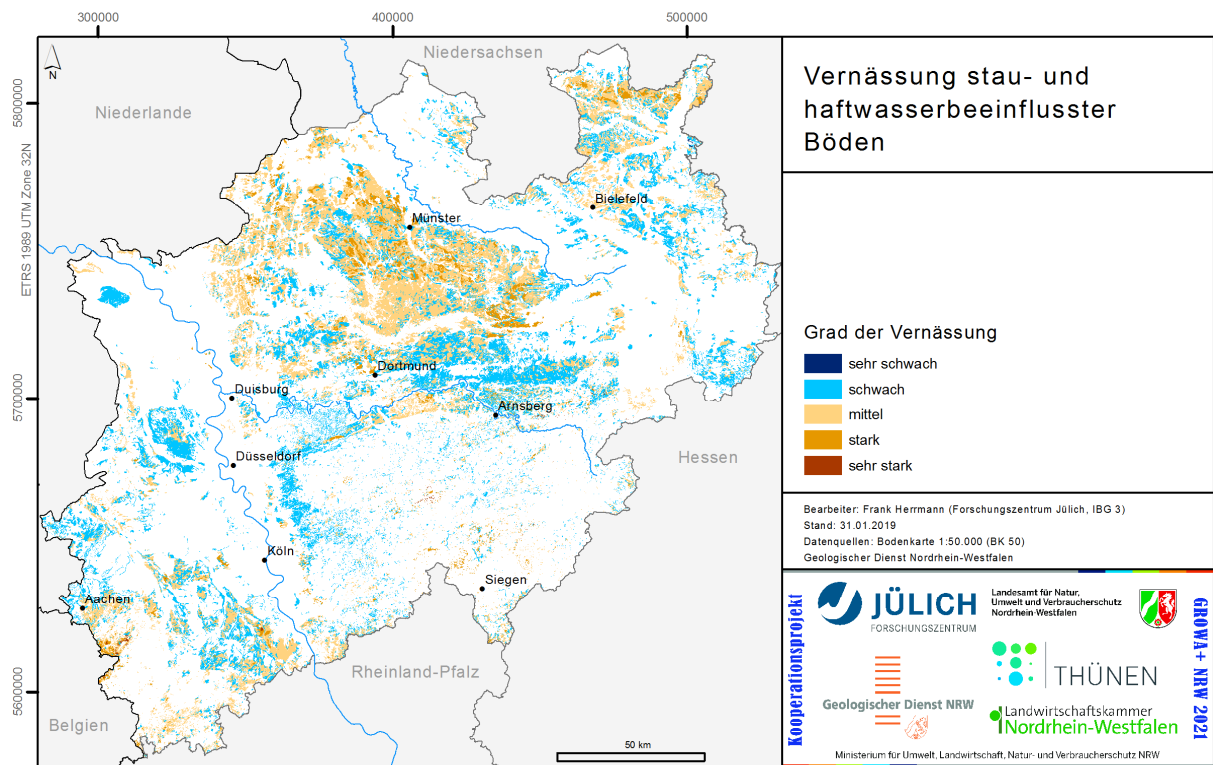 300000
400000
500000
5800000
5700000
5600000
ETRS 1989 UTM Zone 32N
N
Niedersachsen
Niederlande
Bielefeld
Münster
Dortmund
Duisburg
Arnsberg
Düsseldorf
Hessen
Köln
Siegen
Aachen
Rheinland-Pfalz
Belgien
50 km
Vernässung stau- und
haftwasserbeeinflusster
Böden
Grad der Vernässung
sehr schwach
schwach
mittel
stark
sehr stark
Bearbeiter: Frank Herrmann (Forschungszentrum Jülich, IBG 3)
Stand: 31.01.2019
Datenquellen: Bodenkarte 1:50.000 (BK 50)
Geologischer Dienst Nordrhein-Westfalen
Kooperationsprojekt
JÜLICH
FORSCHUNGSZENTRUM
Landesamt für Natur,
Umwelt und Verbraucherschutz
Nordrhein-Westfalen
THÜNEN
Geologischer Dienst NRW
Landwirtschaftskammer
Nordrhein-Westfalen
GROWA+ NRW 2021
Ministerium für Umwelt, Landwirtschaft, Natur- und Verbraucherschutz NRW